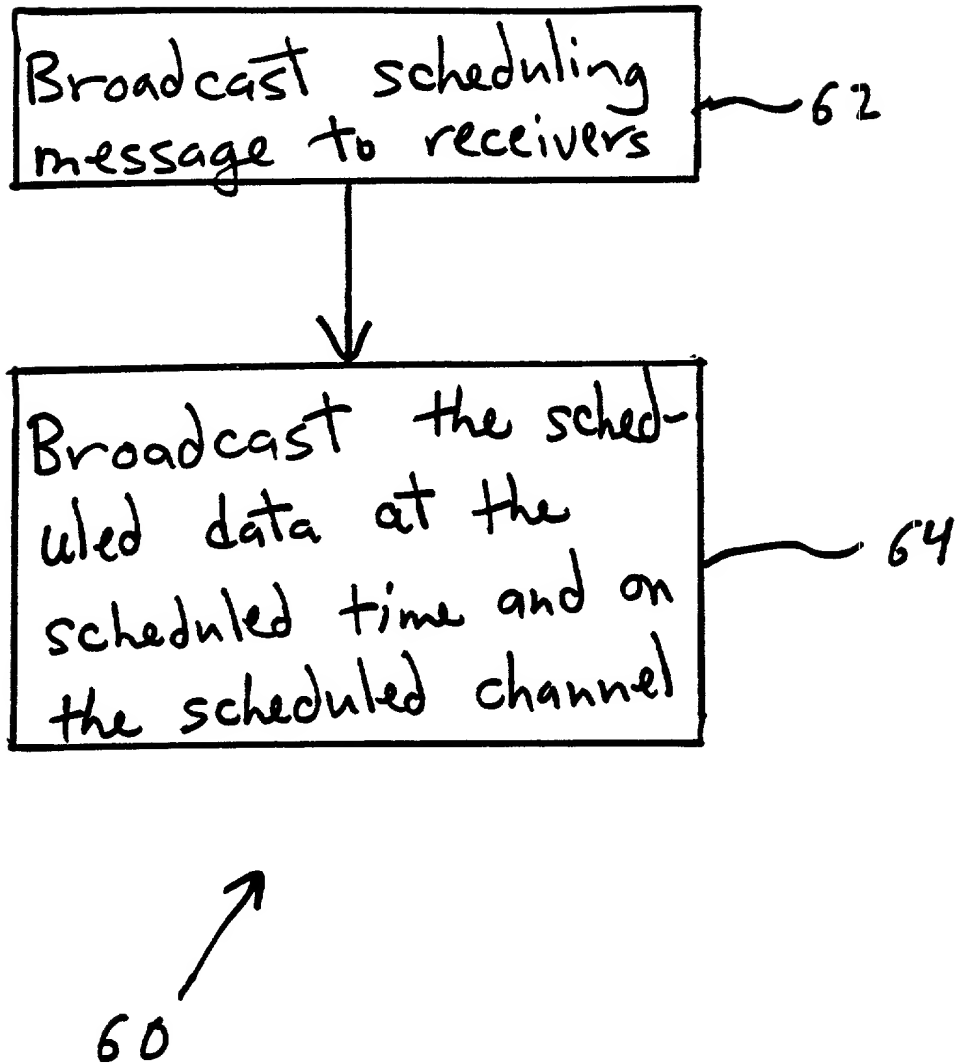 Broadcast scheduling
message to receivers
62
Broadcast the sched-
uled data at the
scheduled time and on
the scheduled channel
64
60